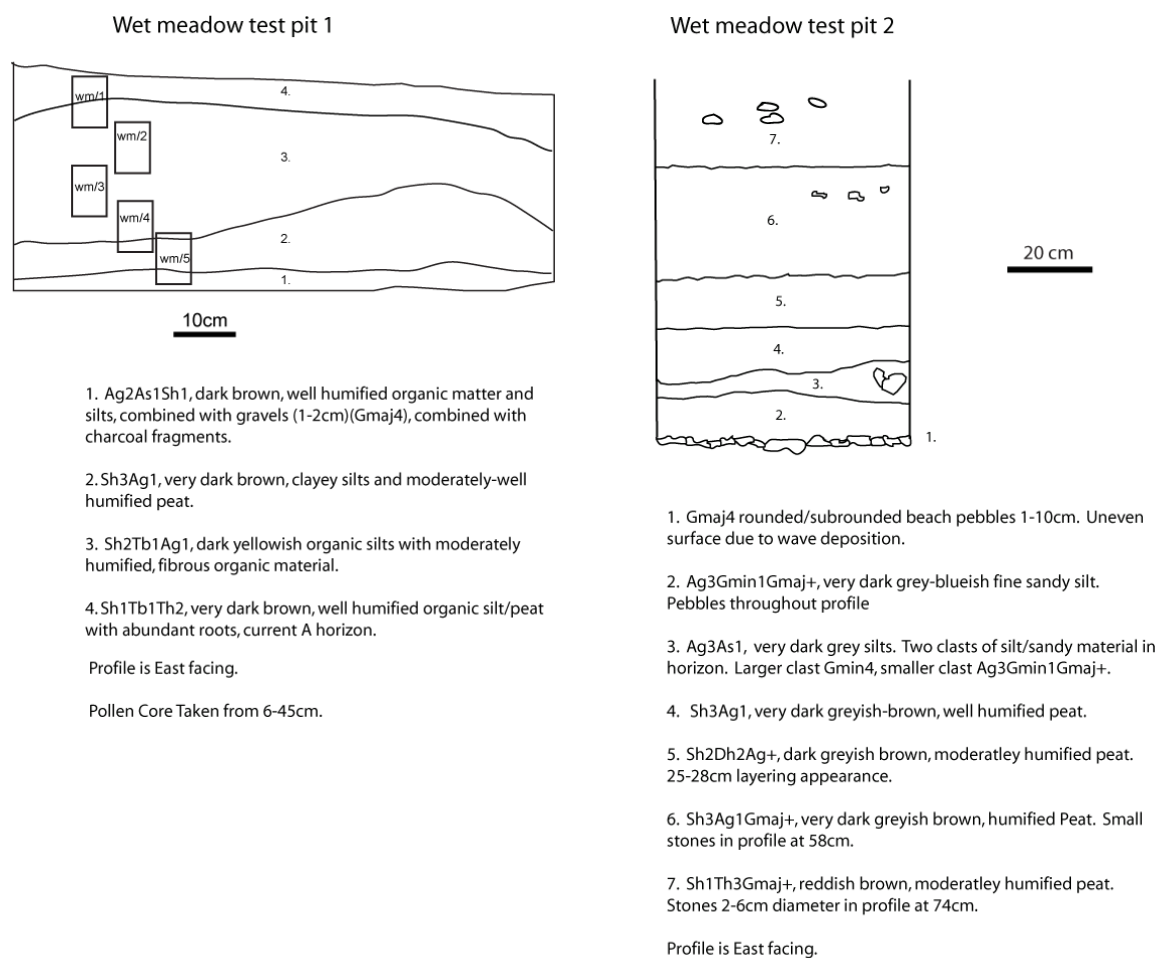 Wet meadow test pit 1
wm/1
4.
wm/2
3.
wm/3
wm/4
2.
wm/5
1.
10cm
1. Ag2As1Sh1, dark brown, well humified organic matter and
silts, combined with gravels (1-2cm)(Gmaj4), combined with
charcoal fragments.
2. Sh3Ag1, very dark brown, clayey silts and moderately-well
humified peat.
3. Sh2Tb1Ag1, dark yellowish organic silts with moderately
humified, fibrous organic material.
4. Sh1Tb1Th2, very dark brown, well humified organic silt/peat
with abundant roots, current A horizon.
Profile is East facing.
Pollen Core Taken from 6-45cm.
Wet meadow test pit 2
7.
6.
5.
4.
3.
2.
1.
20 cm
1. Gmaj4 rounded/subrounded beach pebbles 1-10cm. Uneven
surface due to wave deposition.
2. Ag3Gmin1Gmaj+, very dark grey-blueish fine sandy silt.
Pebbles throughout profile
3. Ag3As1, very dark grey silts. Two clasts of silt/sandy material in
horizon. Larger clast Gmin4, smaller clast Ag3Gmin1Gmaj+.
4. Sh3Ag1, very dark greyish-brown, well humified peat.
5. Sh2Dh2Ag+, dark greyish brown, moderatley humified peat.
25-28cm layering appearance.
6. Sh3Ag1Gmaj+, very dark greyish brown, humified Peat. Small
stones in profile at 58cm.
7. Sh1Th3Gmaj+, reddish brown, moderatley humified peat.
Stones 2-6cm diameter in profile at 74cm.
Profile is East facing.